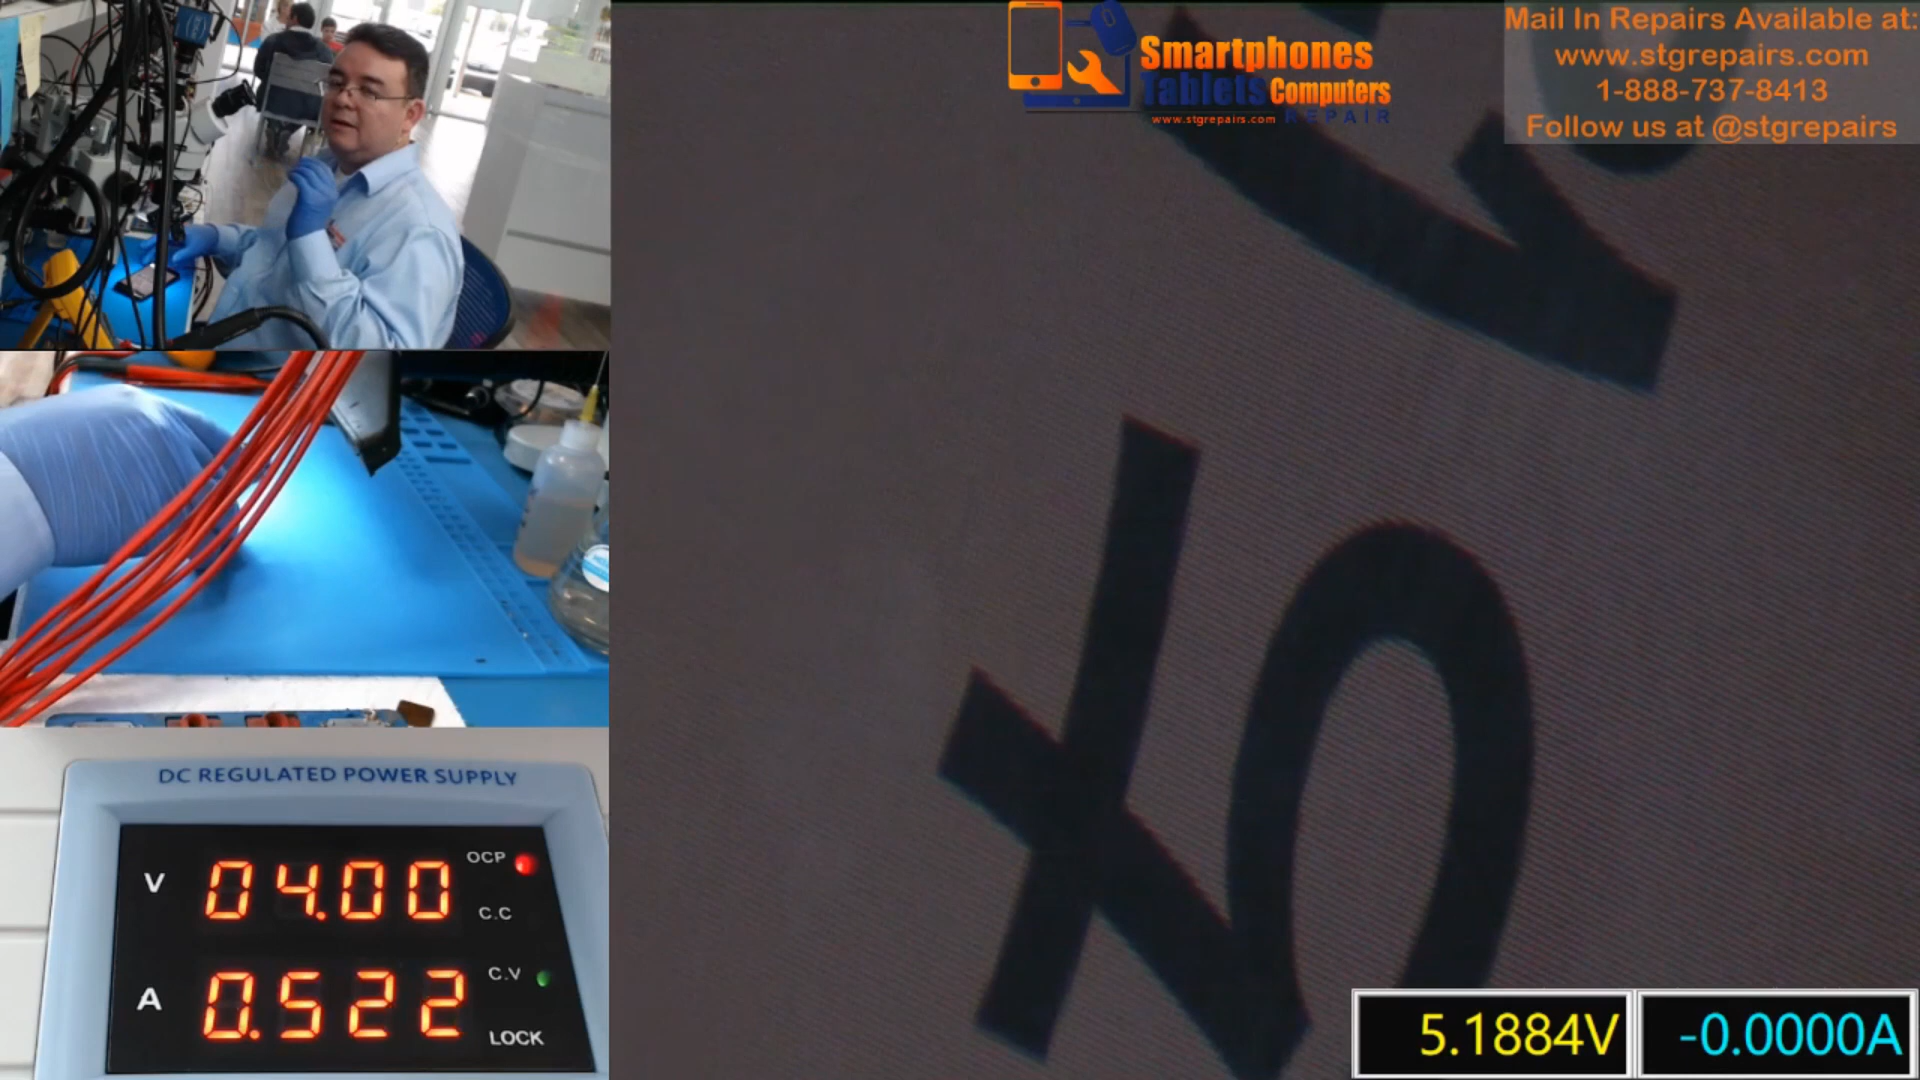 Smartphones
Tablets Computers
www.stgrepairs.com REPAIR
Mail In Repairs Available at:
www.stgrepairs.com
1-888-737-8413
Follow us at @stgrepairs
DC REGULATED POWER SUPPLY
V 04.00 OCP
C.C
A 0.522 C.V
LOCK
5.1884V -0.0000A